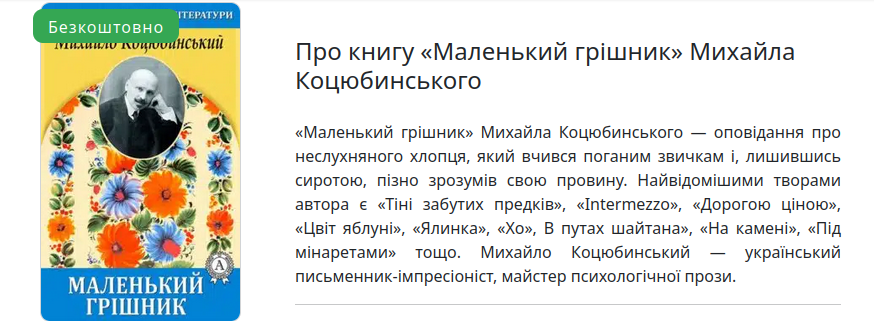 ІТЕРАТУРИ
Безкоштовно
Михайло Коцюбинський
МАЛЕНЬКИЙ
ГРІШНИК
Про книгу «Маленький грішник» Михайла
Коцюбинського
«Маленький грішник» Михайла Коцюбинського — оповідання про
неслухняного хлопця, який вчився поганим звичкам і, лишившись
сиротою, пізно зрозумів свою провину. Найвідомішими творами
автора є «Тіні забутих предків», «Intermezzo», «Дорогою ціною»,
«Цвіт яблуні», «Ялинка», «Хо», В путах шайтана», «На камені», «Під
мінаретами» тощо. Михайло Коцюбинський — український
письменник-імпресіоніст, майстер психологічної прози.